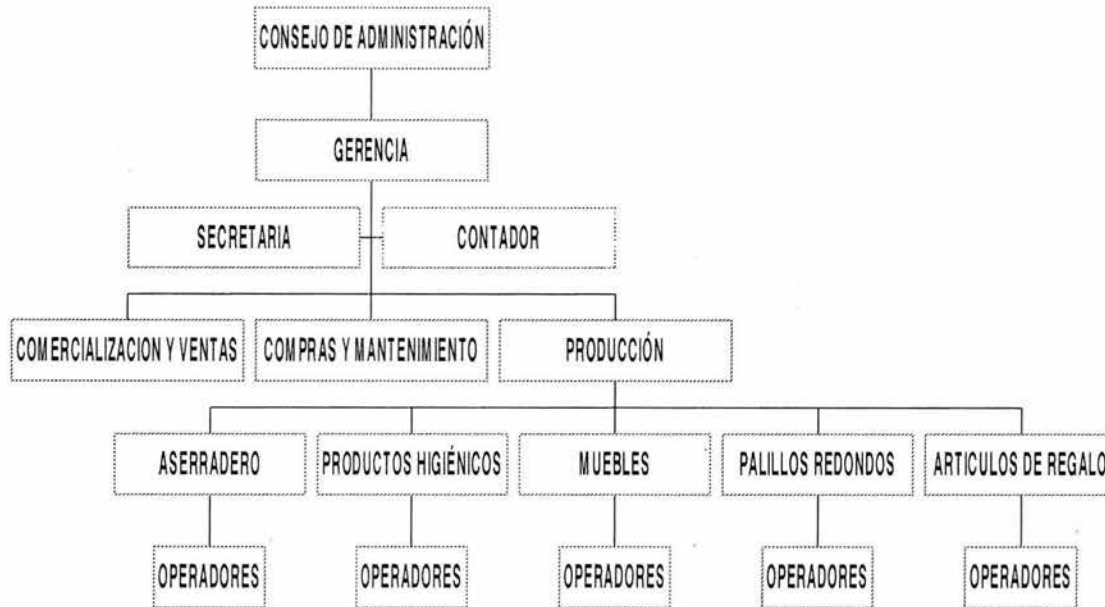 CONSEJO DE ADMINISTRACIÓN
GERENCIA
SECRETARIA
CONTADOR
COMERCIALIZACION Y VENTAS
COMPRAS Y MANTENIMIENTO
PRODUCCIÓN
ASERRADERO
PRODUCTOS HIGIÉNICOS
MUEBLES
PALILLOS REDONDOS
ARTICULOS DE REGALO
OPERADORES
OPERADORES
OPERADORES
OPERADORES
OPERADORES